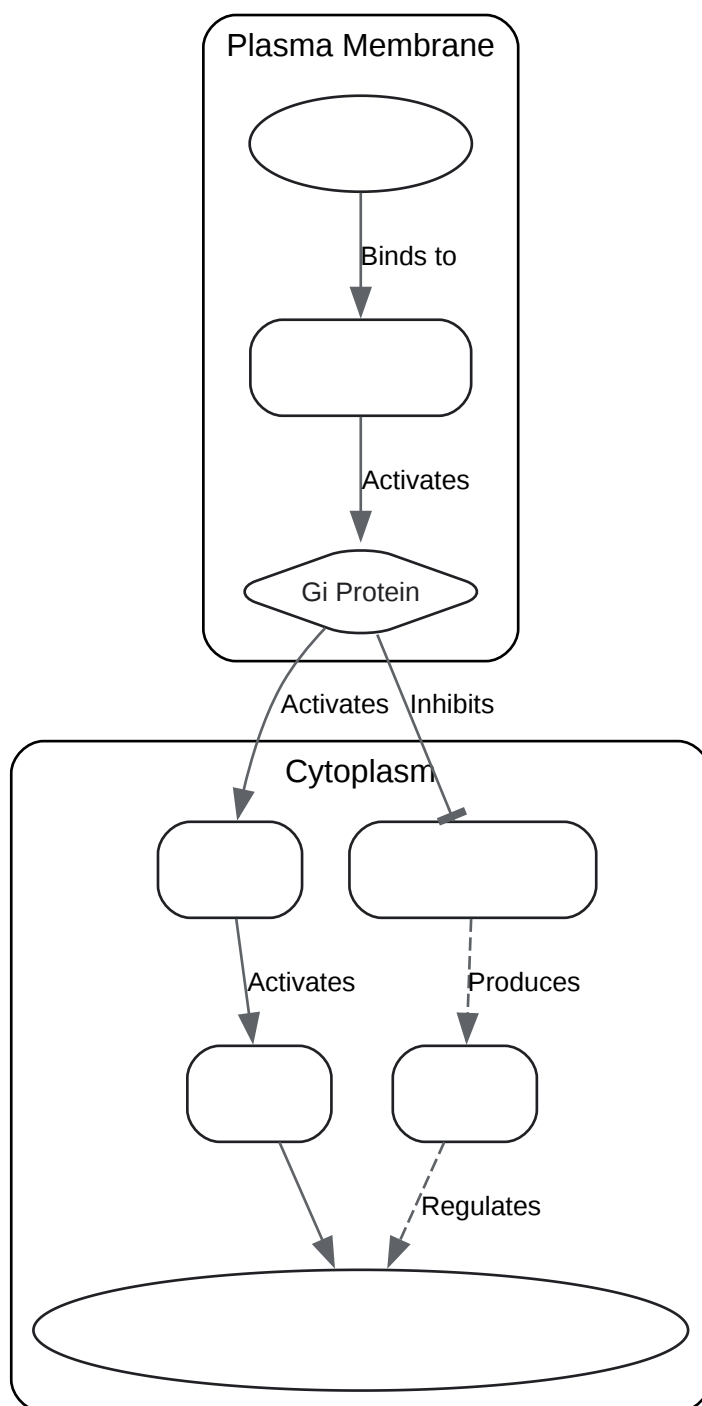 Plasma Membrane
Binds to
Activates
Gi Protein
Activates
Inhibits
Cytoplasm
Activates
Produces
Regulates